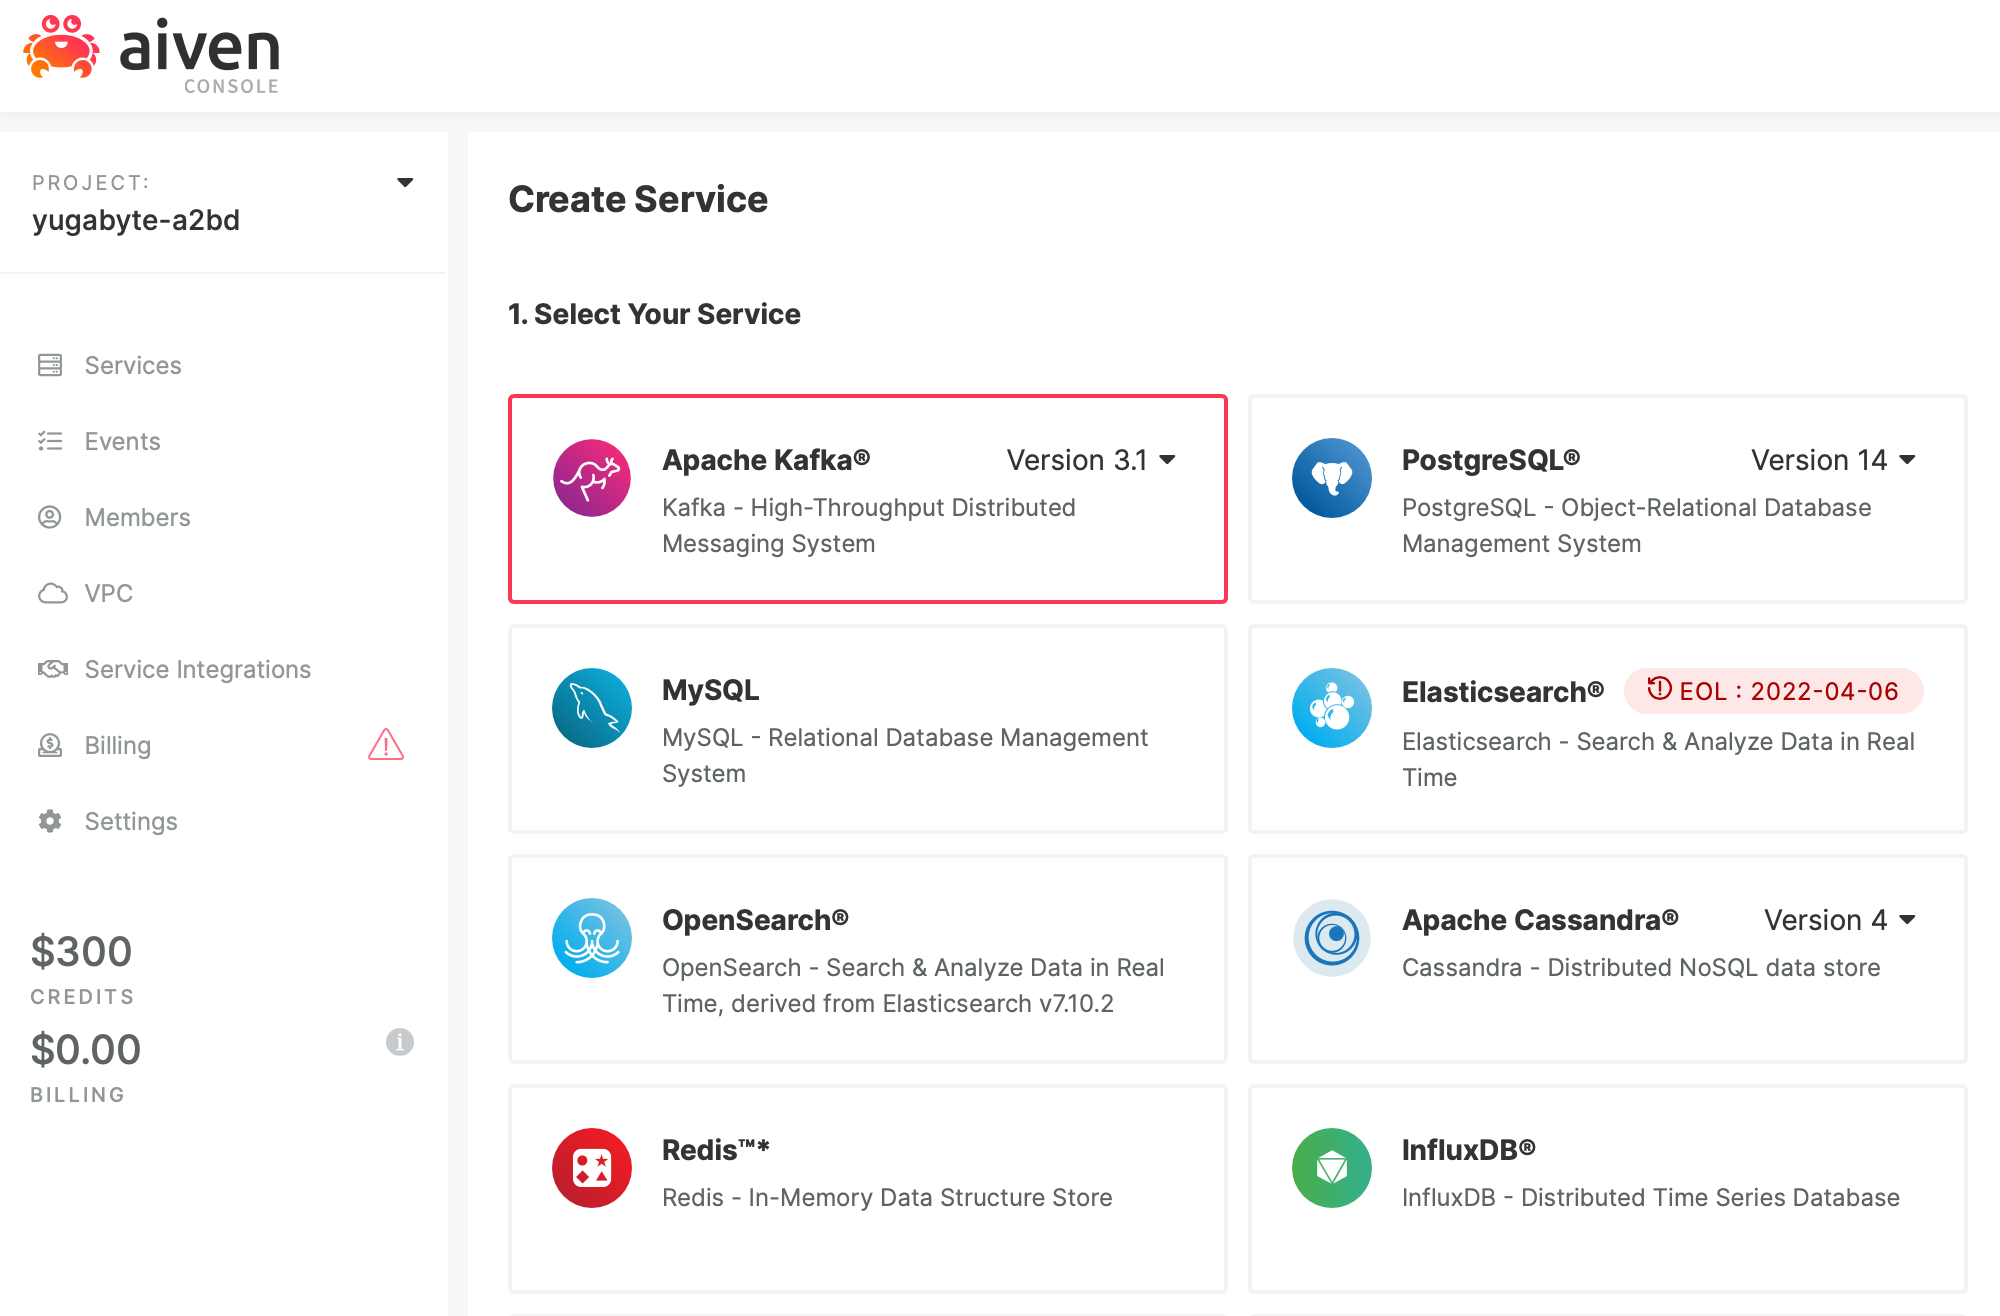 aiven
CONSOLE
PROJECT:
yugabyte-a2bd
Services
Events
Members
VPC
Service Integrations
Billing
Settings
$300
CREDITS
$0.00
BILLING
Create Service
1. Select Your Service
Apache Kafka® Version 3.1
Kafka - High-Throughput Distributed
Messaging System
PostgreSQL® Version 14
PostgreSQL - Object-Relational Database
Management System
MySQL
MySQL - Relational Database Management
System
Elasticsearch® EOL : 2022-04-06
Elasticsearch - Search & Analyze Data in Real
Time
OpenSearch®
OpenSearch - Search & Analyze Data in Real
Time, derived from Elasticsearch v7.10.2
Apache Cassandra® Version 4
Cassandra - Distributed NoSQL data store
Redis™*
Redis - In-Memory Data Structure Store
InfluxDB®
InfluxDB - Distributed Time Series Database